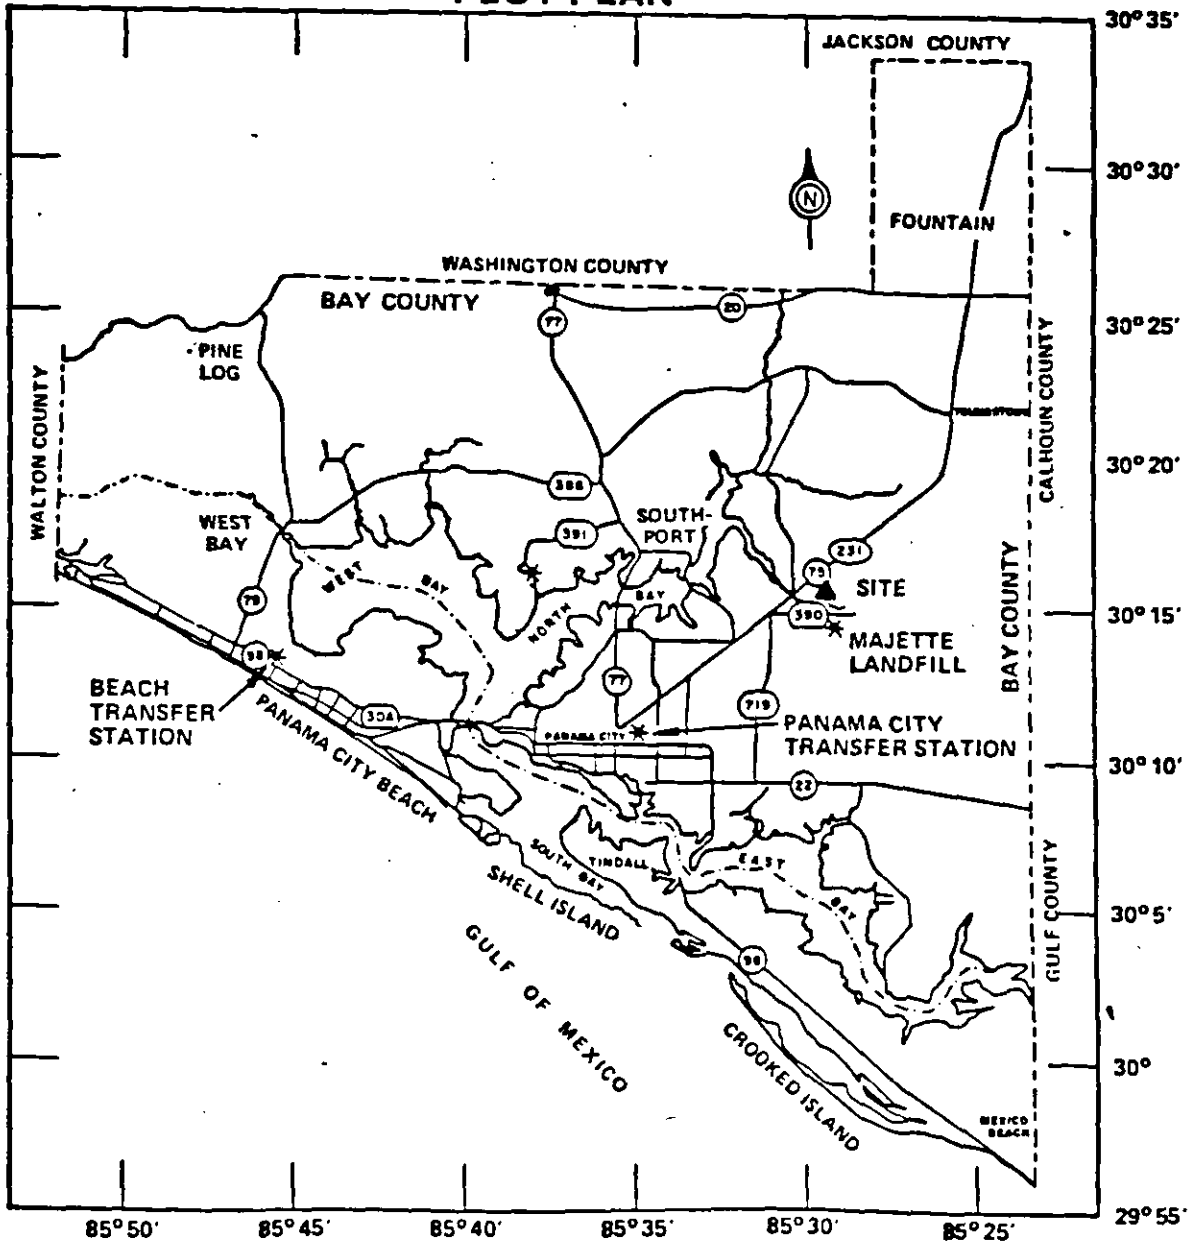 PLOT PLAN
30° 35'
JACKSON COUNTY
30° 30'
N
FOUNTAIN
WASHINGTON COUNTY
BAY COUNTY
77
20
30° 25'
PINE
LOG
WALTON COUNTY
CALHOUN COUNTY
YOUNGSTOWN
30° 20'
388
WEST
BAY
391
SOUTH-
PORT
231
75
SITE
WEST BAY
NORTH BAY
79
390
30° 15'
MAJETTE
LANDFILL
BAY COUNTY
98
BEACH
TRANSFER
STATION
77
30A
719
PANAMA CITY
PANAMA CITY
TRANSFER STATION
PANAMA CITY BEACH
30° 10'
22
SOUTH BAY
TINDALL
EAST BAY
SHELL ISLAND
30° 5'
GULF COUNTY
GULF OF MEXICO
98
CROOKED ISLAND
30°
MEXICO
BEACH
85° 50'
85° 45'
85° 40'
85° 35'
85° 30'
85° 25'
29° 55'